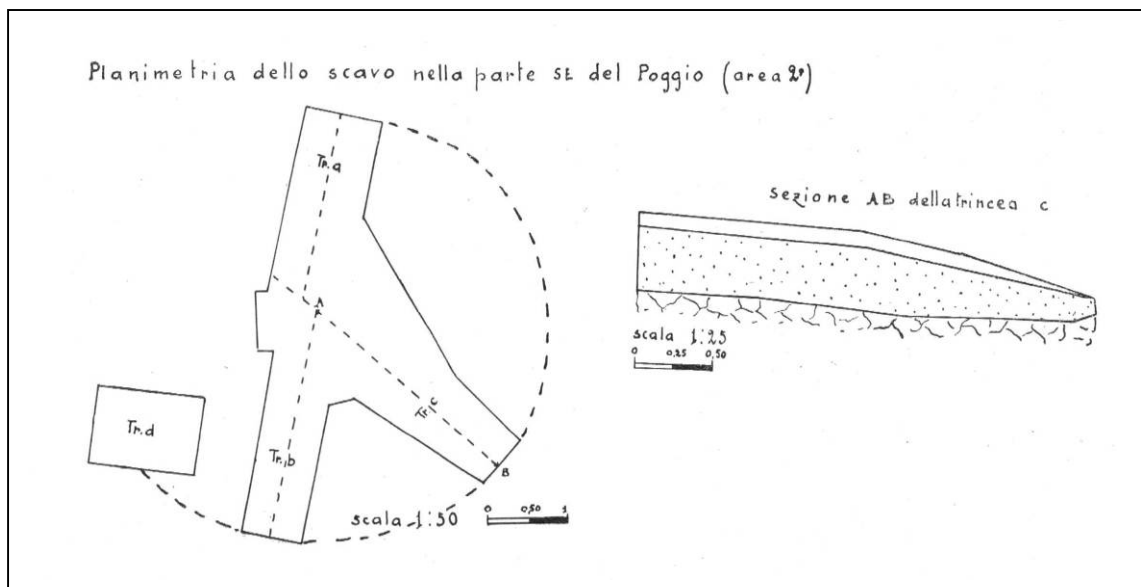 Planimetria dello scavo nella parte SE del Poggio (area 2ª)
Tr. a
A
Tr. c
B
Tr. d
Tr. b
scala 1:50
0 0,50 1
sezione AB della trincea c
scala 1:25
0 0,25 0,50